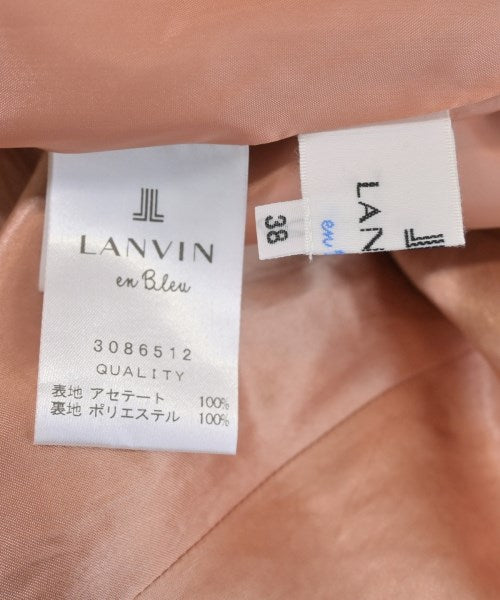 LANVIN
en Bleu
3086512
QUALITY
表地 アセテート 100%
裏地 ポリエステル 100%
38
LAN
en